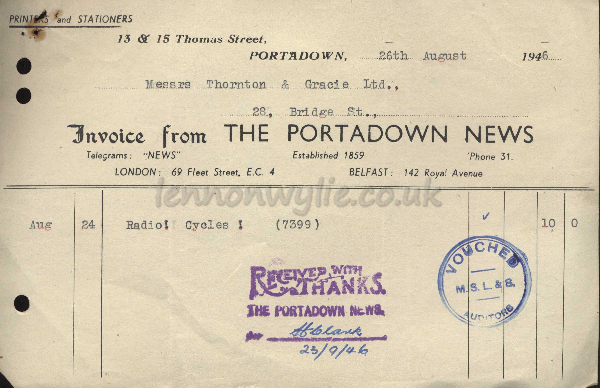 PRINTERS and STATIONERS
13 & 15 Thomas Street,
PORTADOWN, 26th August 1946
Messrs Thornton & Gracie Ltd.,
28, Bridge St.,
Invoice from THE PORTADOWN NEWS
Telegrams: "NEWS" Established 1859 'Phone 31.
LONDON: 69 Fleet Street, E.C. 4 BELFAST: 142 Royal Avenue
lennonwylie.co.uk
Aug 24 Radio! Cycles! (7399) 10 0
RECEIVED WITH
THANKS.
THE PORTADOWN NEWS.
per H Clark
23/9/46
VOUCHED
M.S.L. & S.
AUDITORS